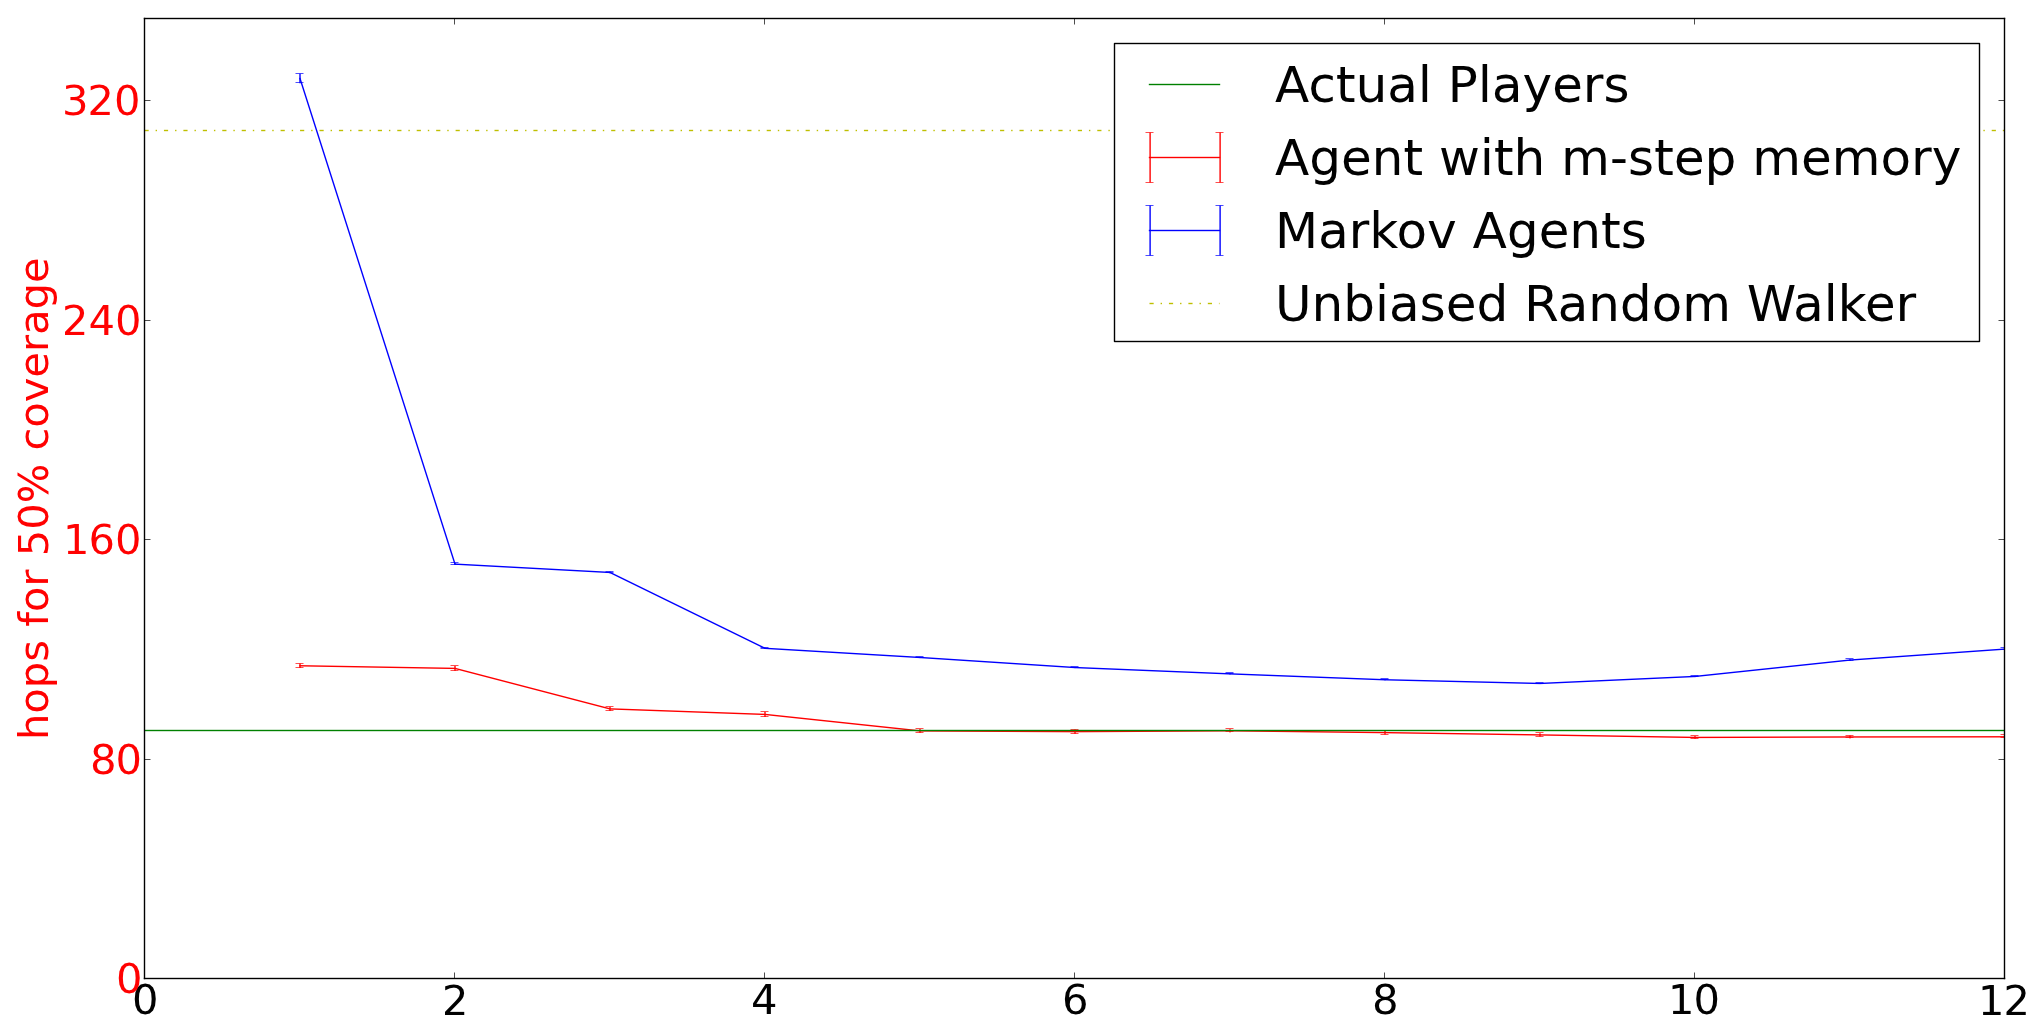 hops for 50% coverage
320
240
160
80
0
0 2 4 6 8 10 12
Actual Players
Agent with m-step memory
Markov Agents
Unbiased Random Walker